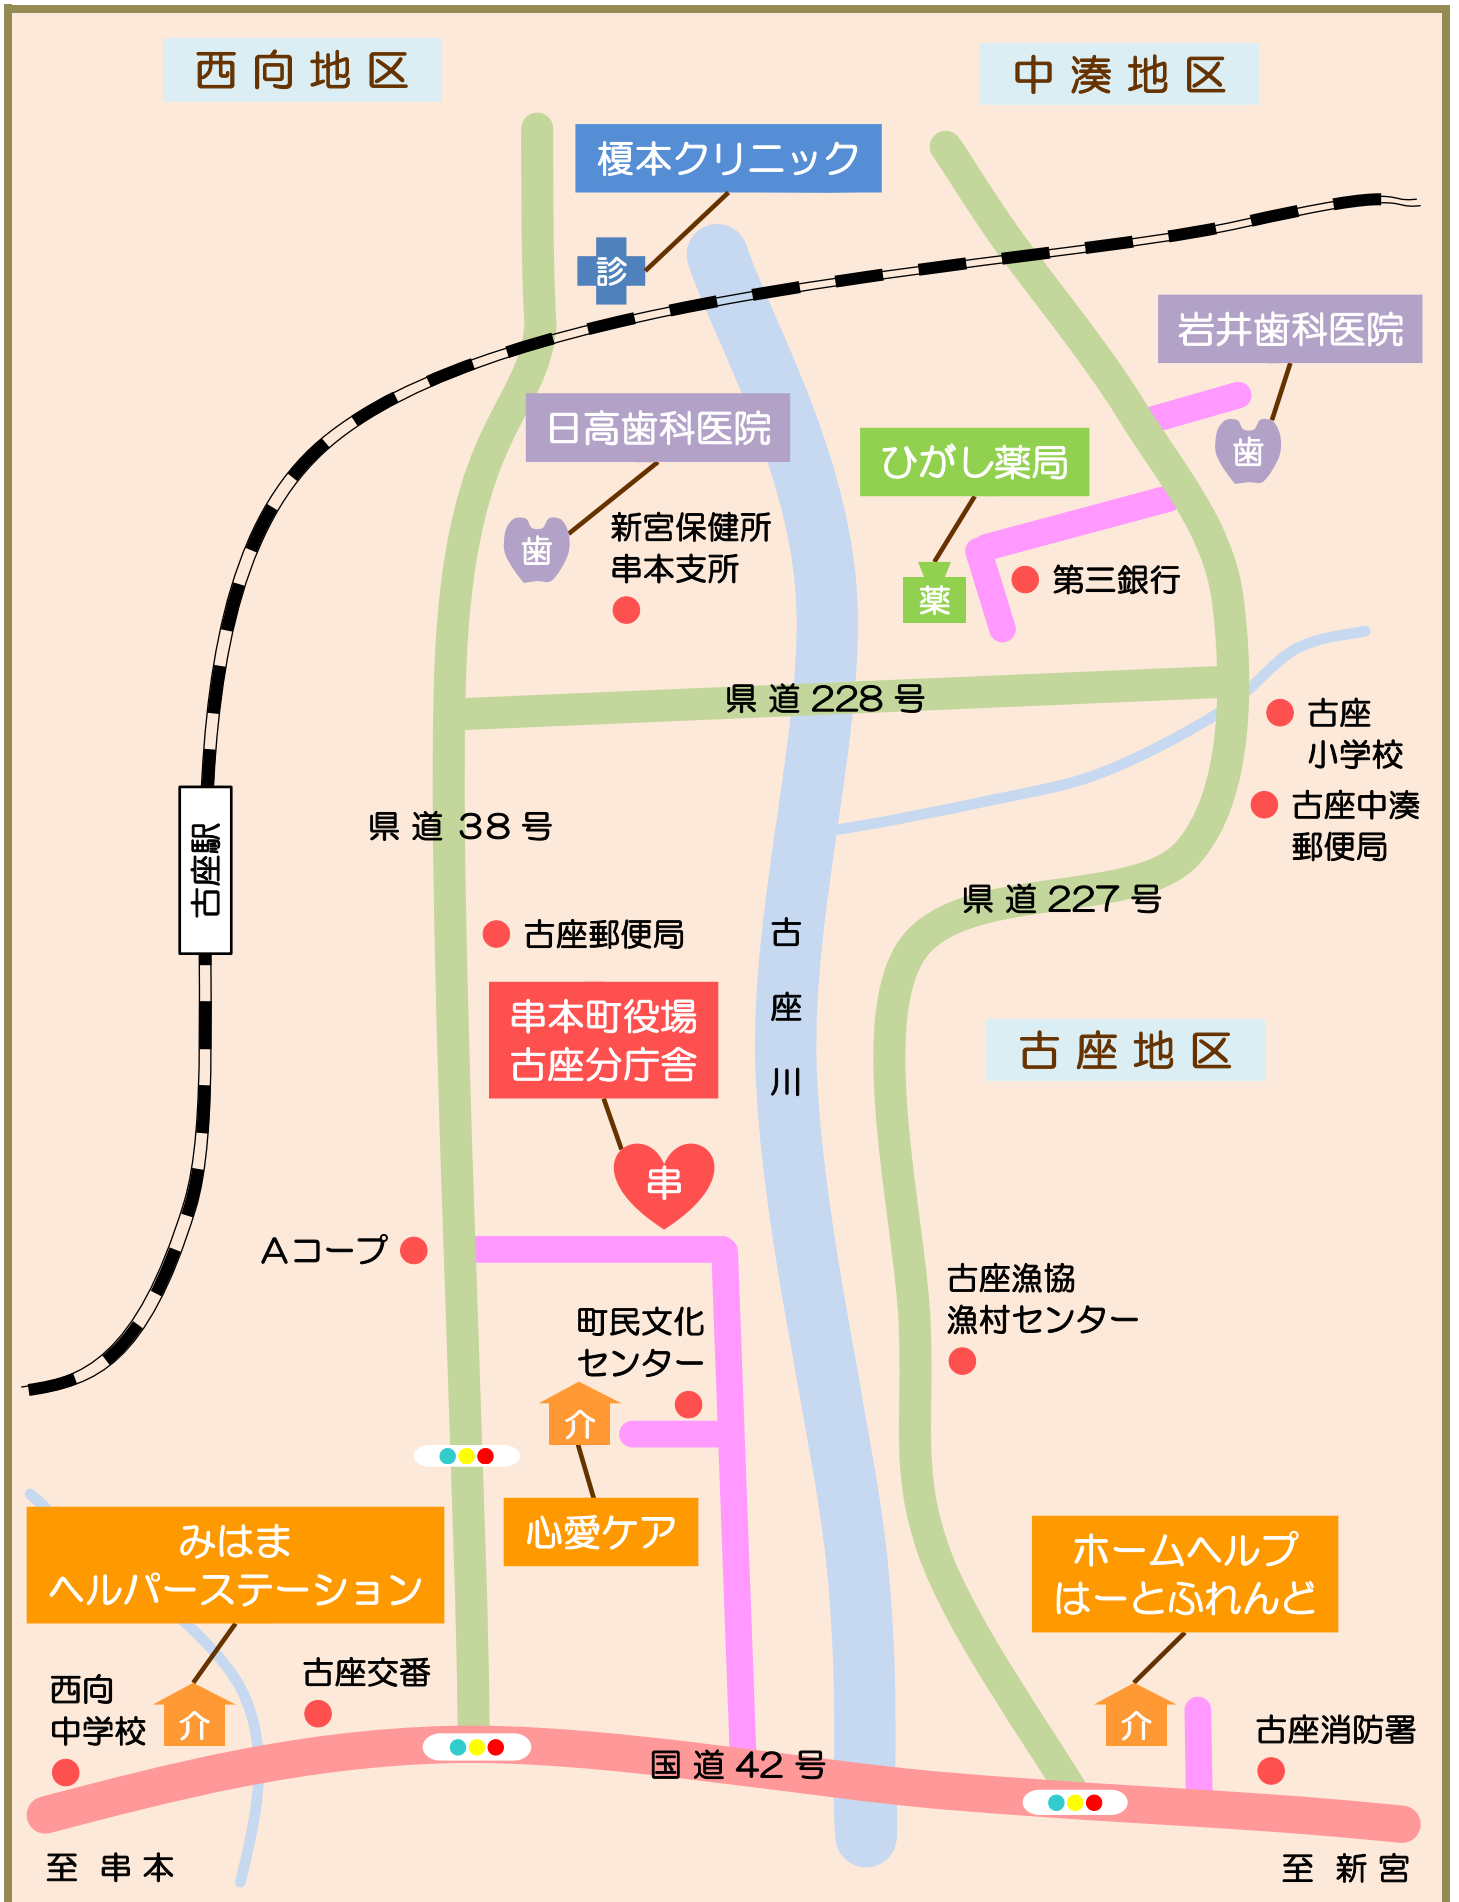 西向地区
中湊地区
榎本クリニック
診
岩井歯科医院
歯
日高歯科医院
歯
ひがし薬局
薬
新宮保健所
串本支所
第三銀行
県道228号
古座
小学校
古座中湊
郵便局
県道38号
古座駅
県道227号
古座郵便局
古座川
串本町役場
古座分庁舎
串
古座地区
Aコープ
古座漁協
漁村センター
町民文化
センター
介
心愛ケア
みはま
ヘルパーステーション
介
ホームヘルプ
はーとふれんど
介
西向
中学校
古座交番
古座消防署
国道42号
至 串本
至 新宮